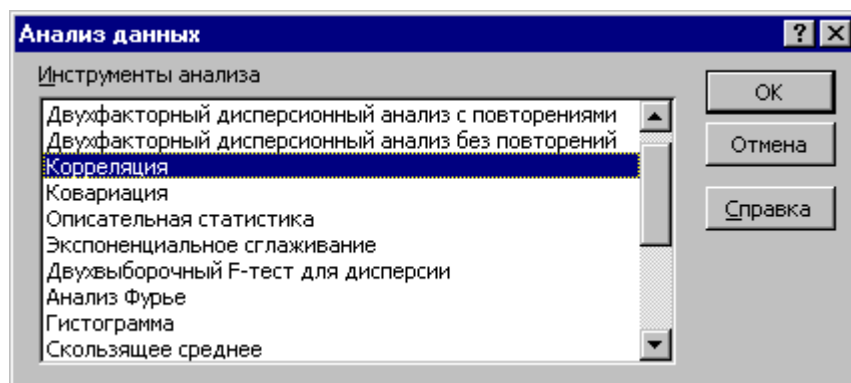 Анализ данных
Инструменты анализа
Двухфакторный дисперсионный анализ с повторениями
Двухфакторный дисперсионный анализ без повторений
Корреляция
Ковариация
Описательная статистика
Экспоненциальное сглаживание
Двухвыборочный F-тест для дисперсии
Анализ Фурье
Гистограмма
Скользящее среднее
OK
Отмена
Справка